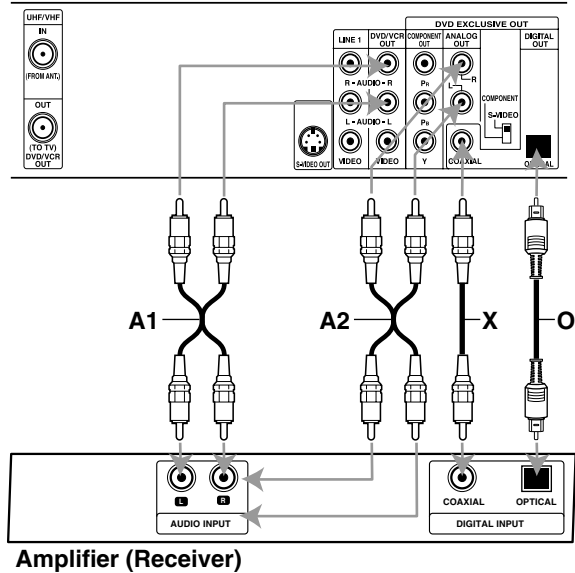 UHF/VHF
IN
(FROM ANT.)
OUT
(TO TV)
DVD/VCR
OUT
S-VIDEO OUT
DVD EXCLUSIVE OUT
LINE 1
DVD/VCR
OUT
COMPONENT
OUT
ANALOG
OUT
DIGITAL
OUT
R - AUDIO - R
L - AUDIO - L
VIDEO
VIDEO
PR
PB
Y
R
L
COAXIAL
COMPONENT
S-VIDEO
OPTICAL
A1
A2
X
O
L
R
AUDIO INPUT
COAXIAL
OPTICAL
DIGITAL INPUT
Amplifier (Receiver)